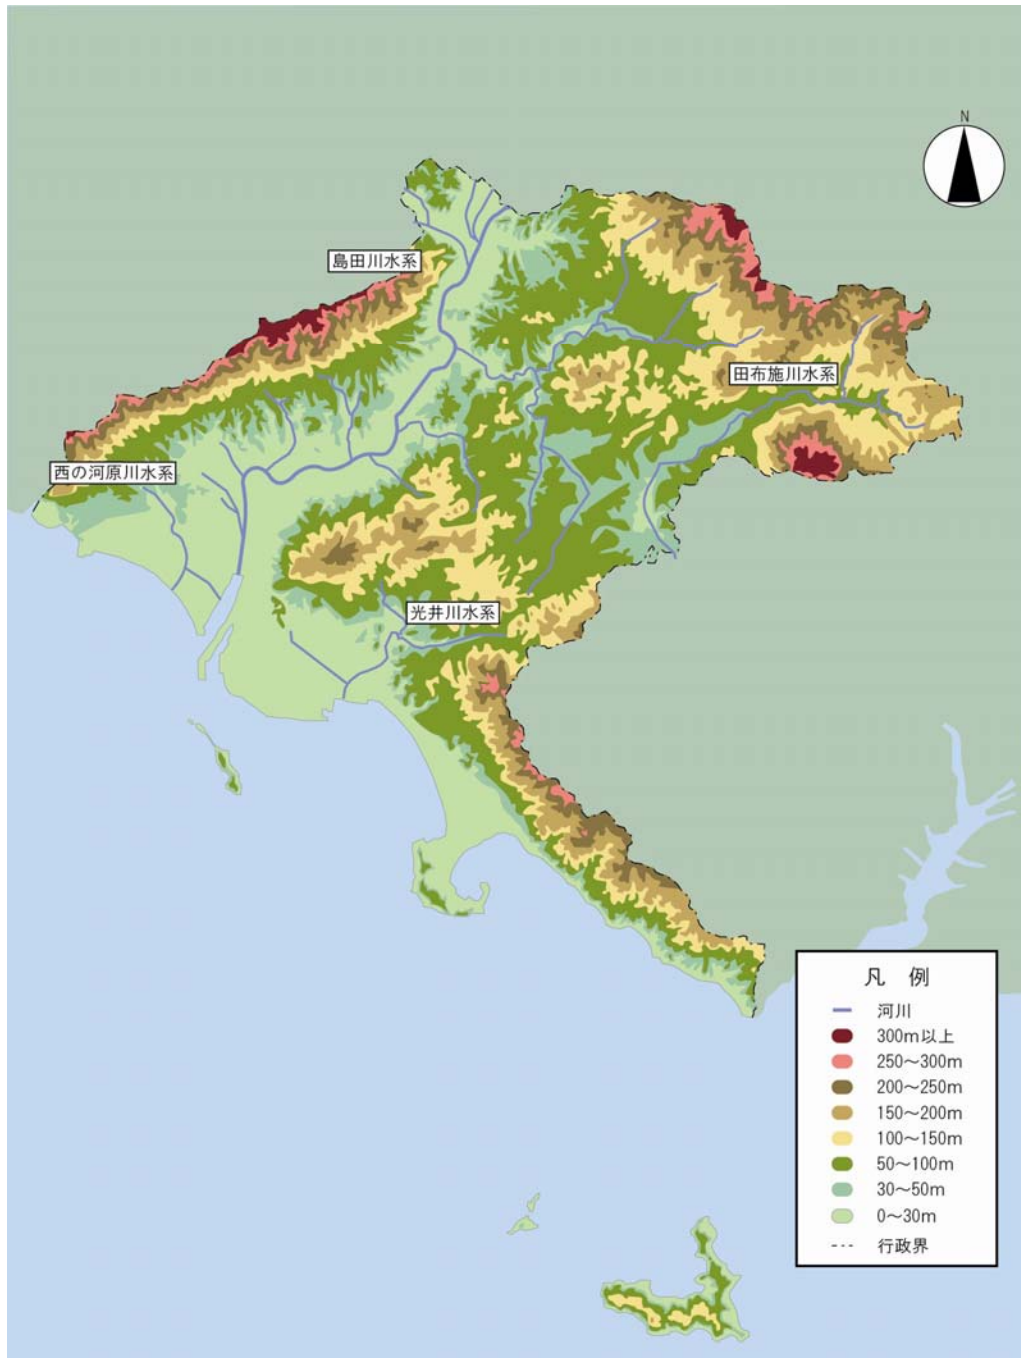 N
島田川水系
田布施川水系
西の河原川水系
光井川水系
凡 例
河川
300m以上
250～300m
200～250m
150～200m
100～150m
50～100m
30～50m
0～30m
行政界